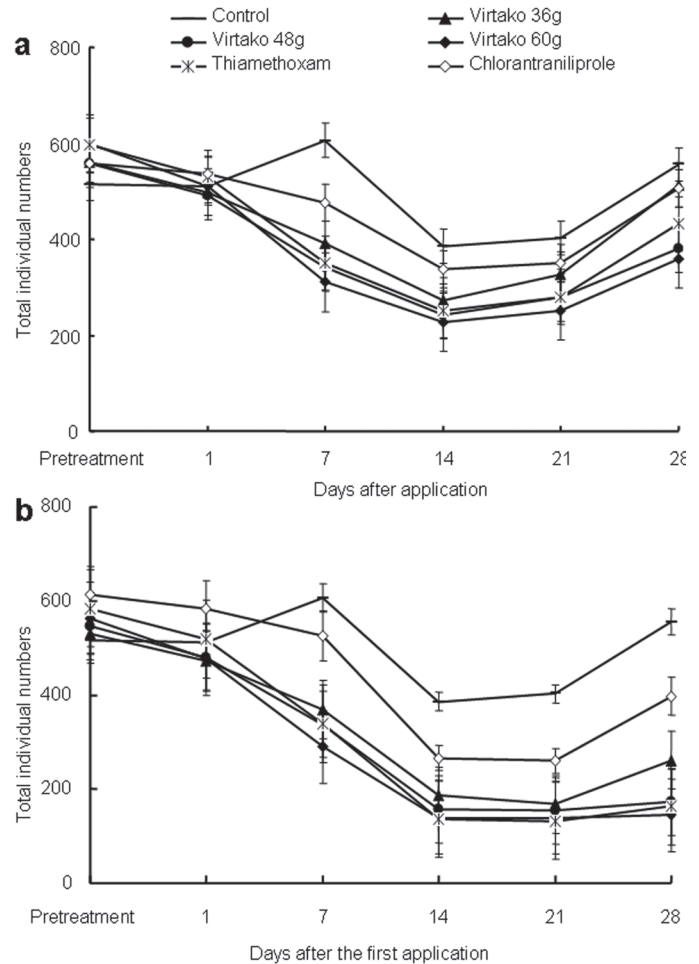 Control
Virtako 36g
a
800
Virtako 48g
Virtako 60g
Thiamethoxam
Chlorantraniliprole
600
400
200
0
Total individual numbers
Pretreatment 1 7 14 21 28
Days after application
b
800
600
400
200
0
Total individual numbers
Pretreatment 1 7 14 21 28
Days after the first application